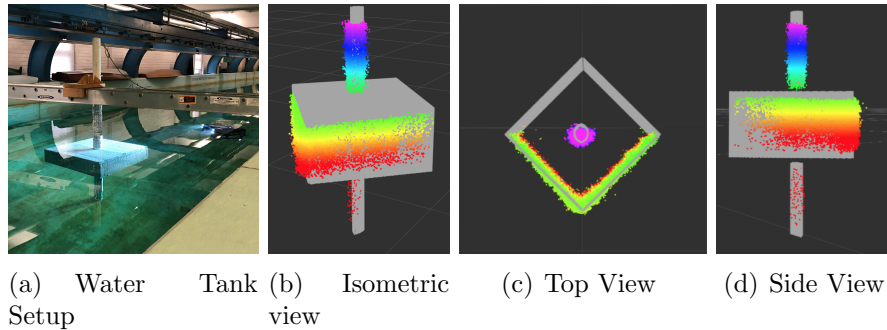 (a) Water Tank Setup
(b) Isometric view
(c) Top View
(d) Side View